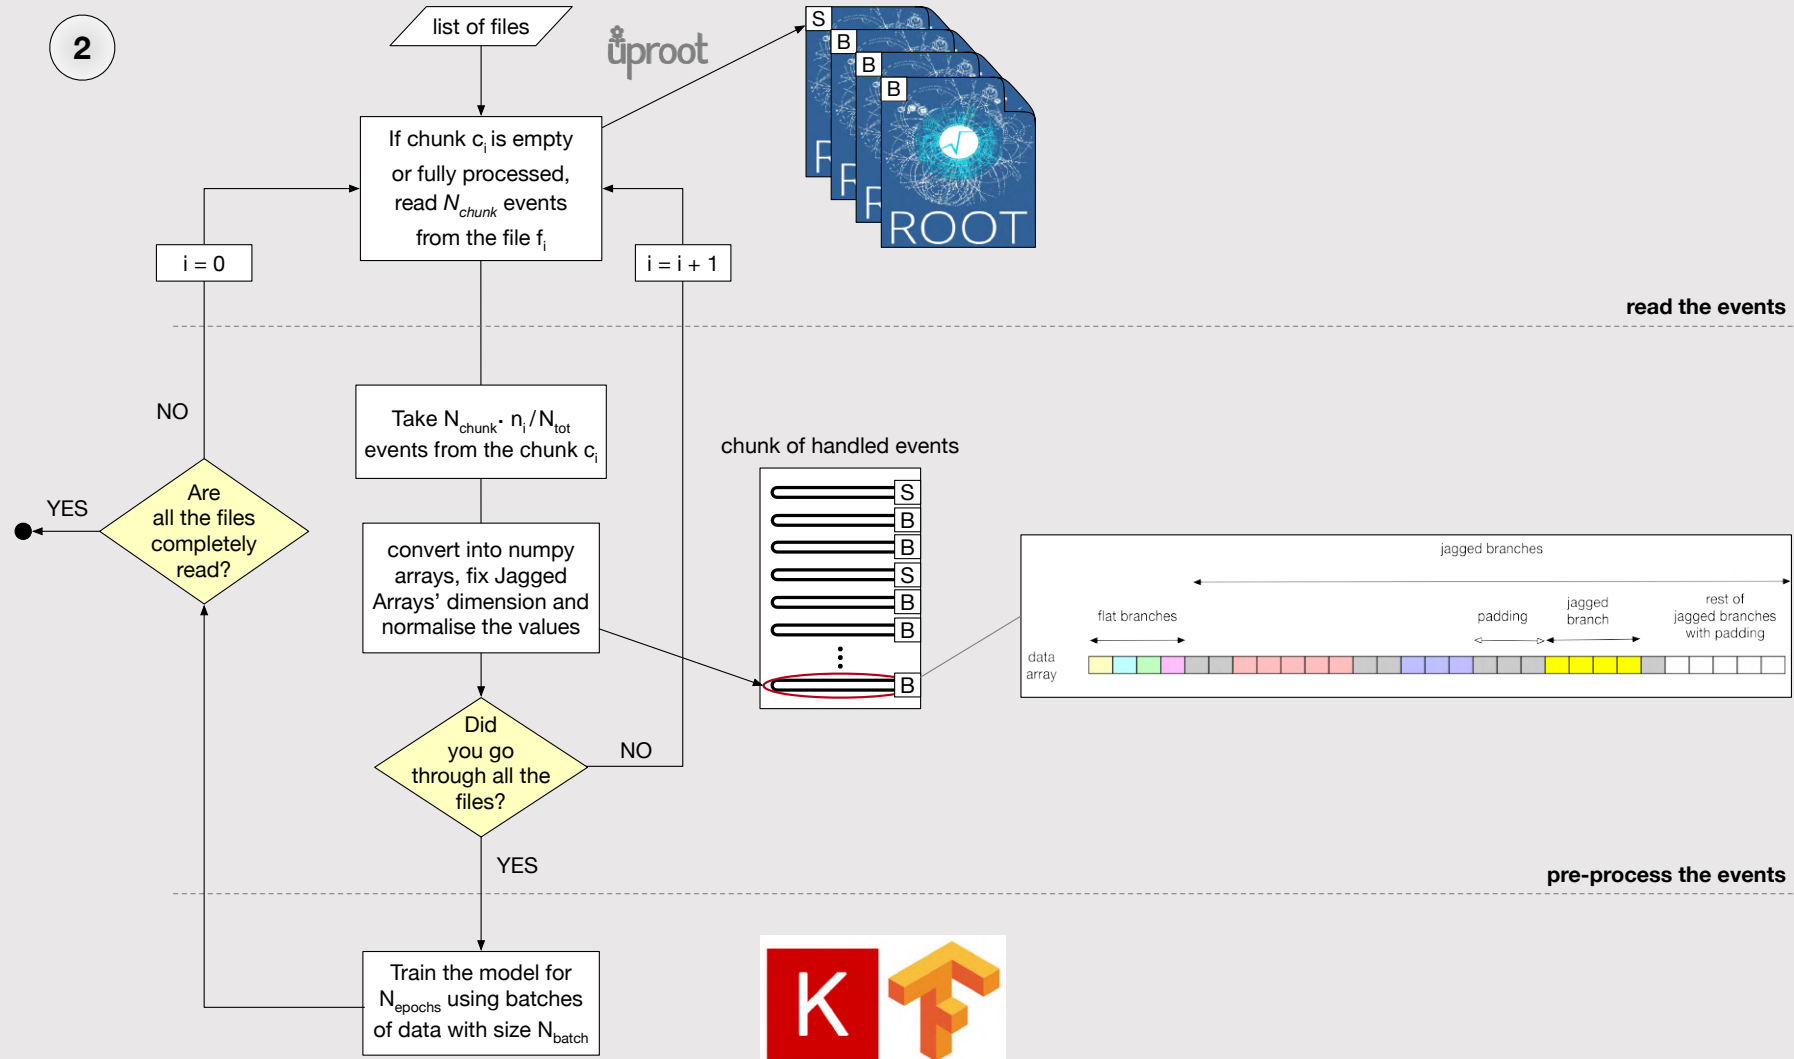 2
list of files
uproot
S
B
B
B
R
R
R
ROOT
If chunk ci is empty
or fully processed,
read Nchunk events
from the file fi
i = 0
i = i + 1
read the events
NO
Take Nchunk· ni/Ntot
events from the chunk ci
chunk of handled events
YES
Are
all the files
completely
read?
convert into numpy
arrays, fix Jagged
Arrays' dimension and
normalise the values
S
B
B
S
B
B
B
jagged branches
flat branches
padding
jagged
branch
rest of
jagged branches
with padding
data
array
Did
you go
through all the
files?
NO
YES
pre-process the events
Train the model for
Nepochs using batches
of data with size Nbatch
K